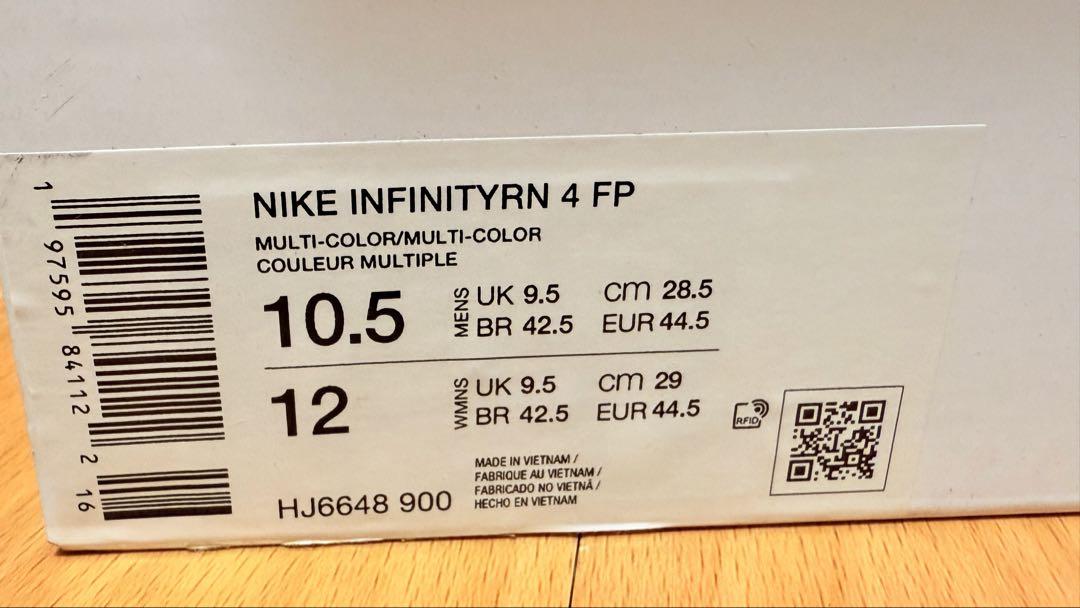 NIKE INFINITYRN 4 FP
MULTI-COLOR/MULTI-COLOR
COULEUR MULTIPLE
10.5 MENS UK 9.5 cm 28.5
BR 42.5 EUR 44.5
12 WMNS UK 9.5 cm 29
BR 42.5 EUR 44.5
RFID
MADE IN VIETNAM /
FABRIQUE AU VIETNAM /
FABRICADO NO VIETNÃ /
HECHO EN VIETNAM
HJ6648 900
1 97595 84112 2 16